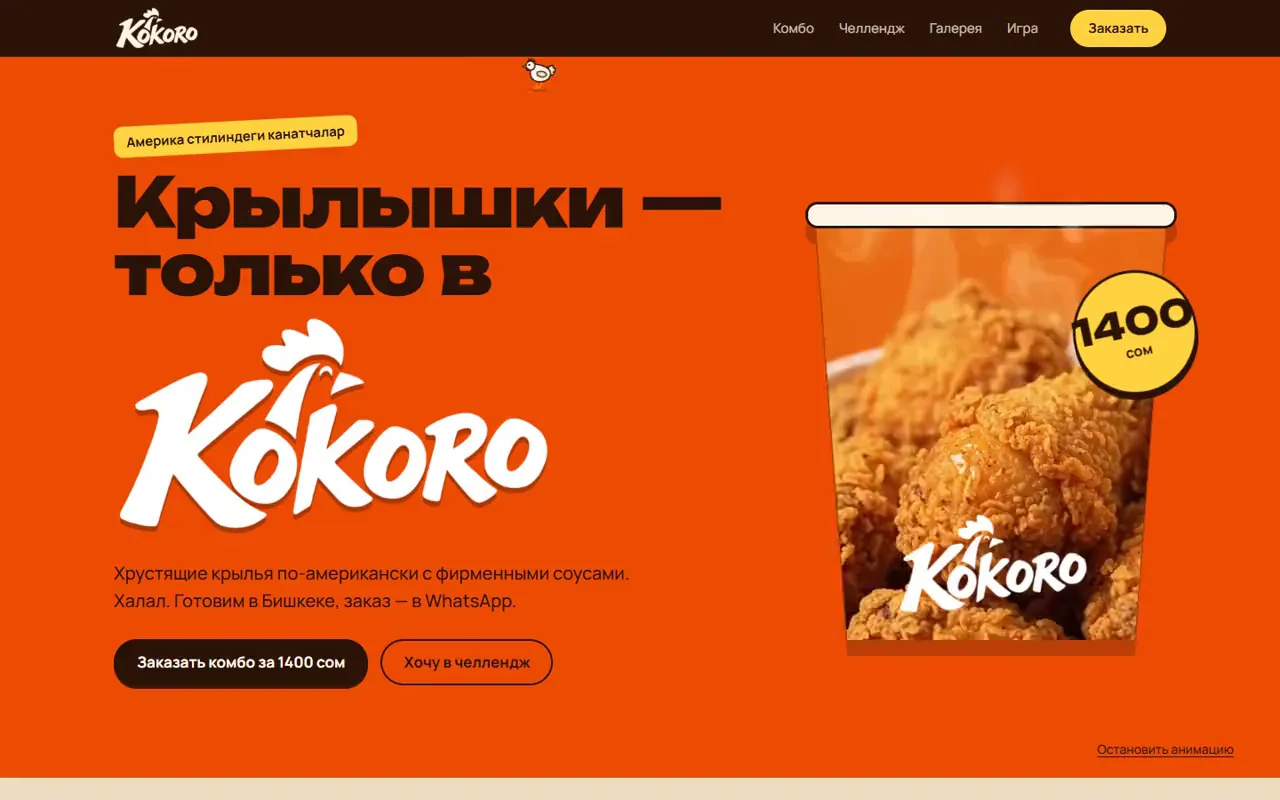 Kokoro
Комбо
Челлендж
Галерея
Игра
Заказать
Америка стилиндеги канатчалар
Крылышки —
только в
Kokoro
1400
сом
Kokoro
Хрустящие крылья по-американски с фирменными соусами.
Халал. Готовим в Бишкеке, заказ — в WhatsApp.
Заказать комбо за 1400 сом
Хочу в челлендж
Остановить анимацию